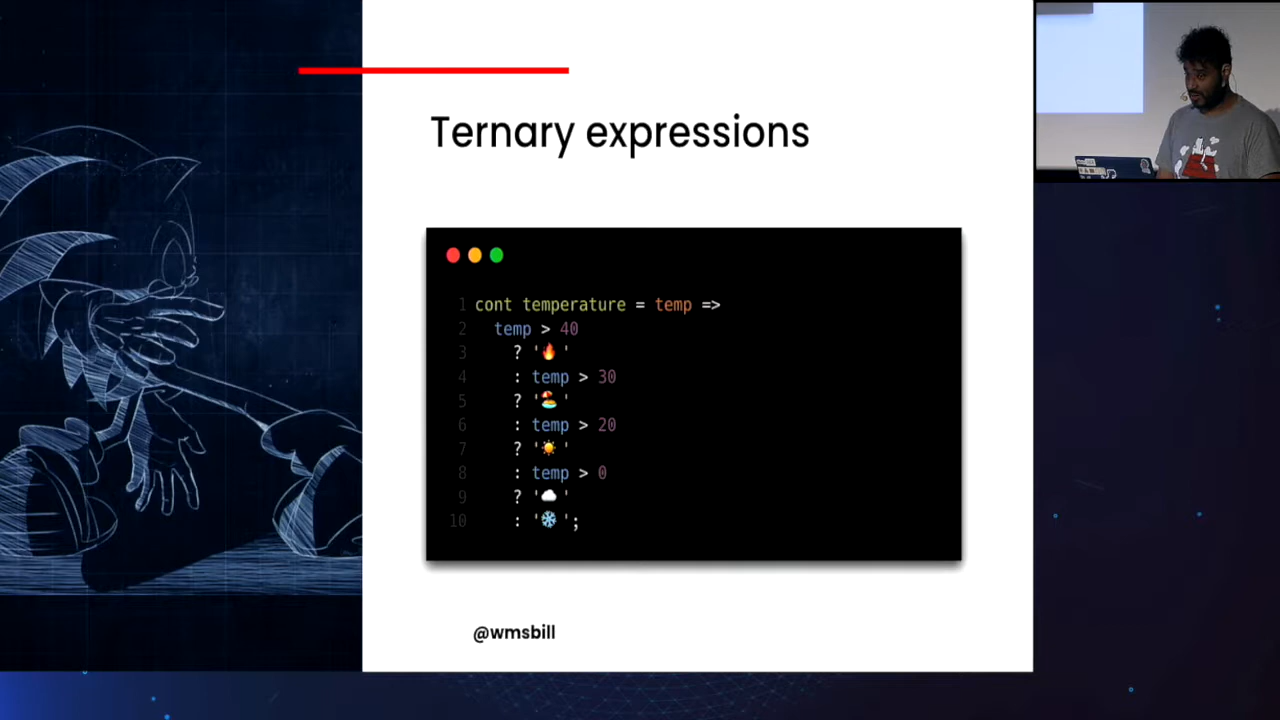 Ternary expressions
1 cont temperature = temp =>
2 temp > 40
3 ? '🔥'
4 : temp > 30
5 ? '🏖️'
6 : temp > 20
7 ? '☀️'
8 : temp > 0
9 ? '☁️'
10 : '❄️';
@wmsbill